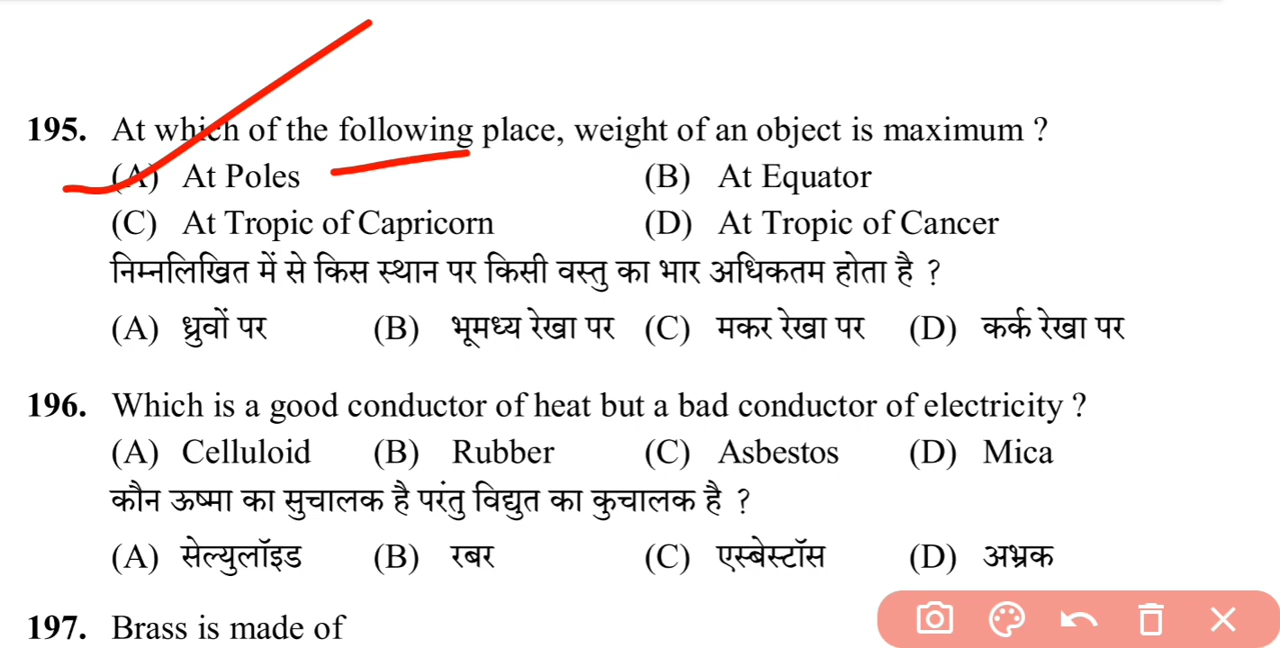 195. At which of the following place, weight of an object is maximum ?
(A) At Poles (B) At Equator
(C) At Tropic of Capricorn (D) At Tropic of Cancer
निम्नलिखित में से किस स्थान पर किसी वस्तु का भार अधिकतम होता है ?
(A) ध्रुवों पर (B) भूमध्य रेखा पर (C) मकर रेखा पर (D) कर्क रेखा पर
196. Which is a good conductor of heat but a bad conductor of electricity ?
(A) Celluloid (B) Rubber (C) Asbestos (D) Mica
कौन ऊष्मा का सुचालक है परंतु विद्युत का कुचालक है ?
(A) सेल्युलॉइड (B) रबर (C) एस्बेस्टॉस (D) अभ्रक
197. Brass is made of